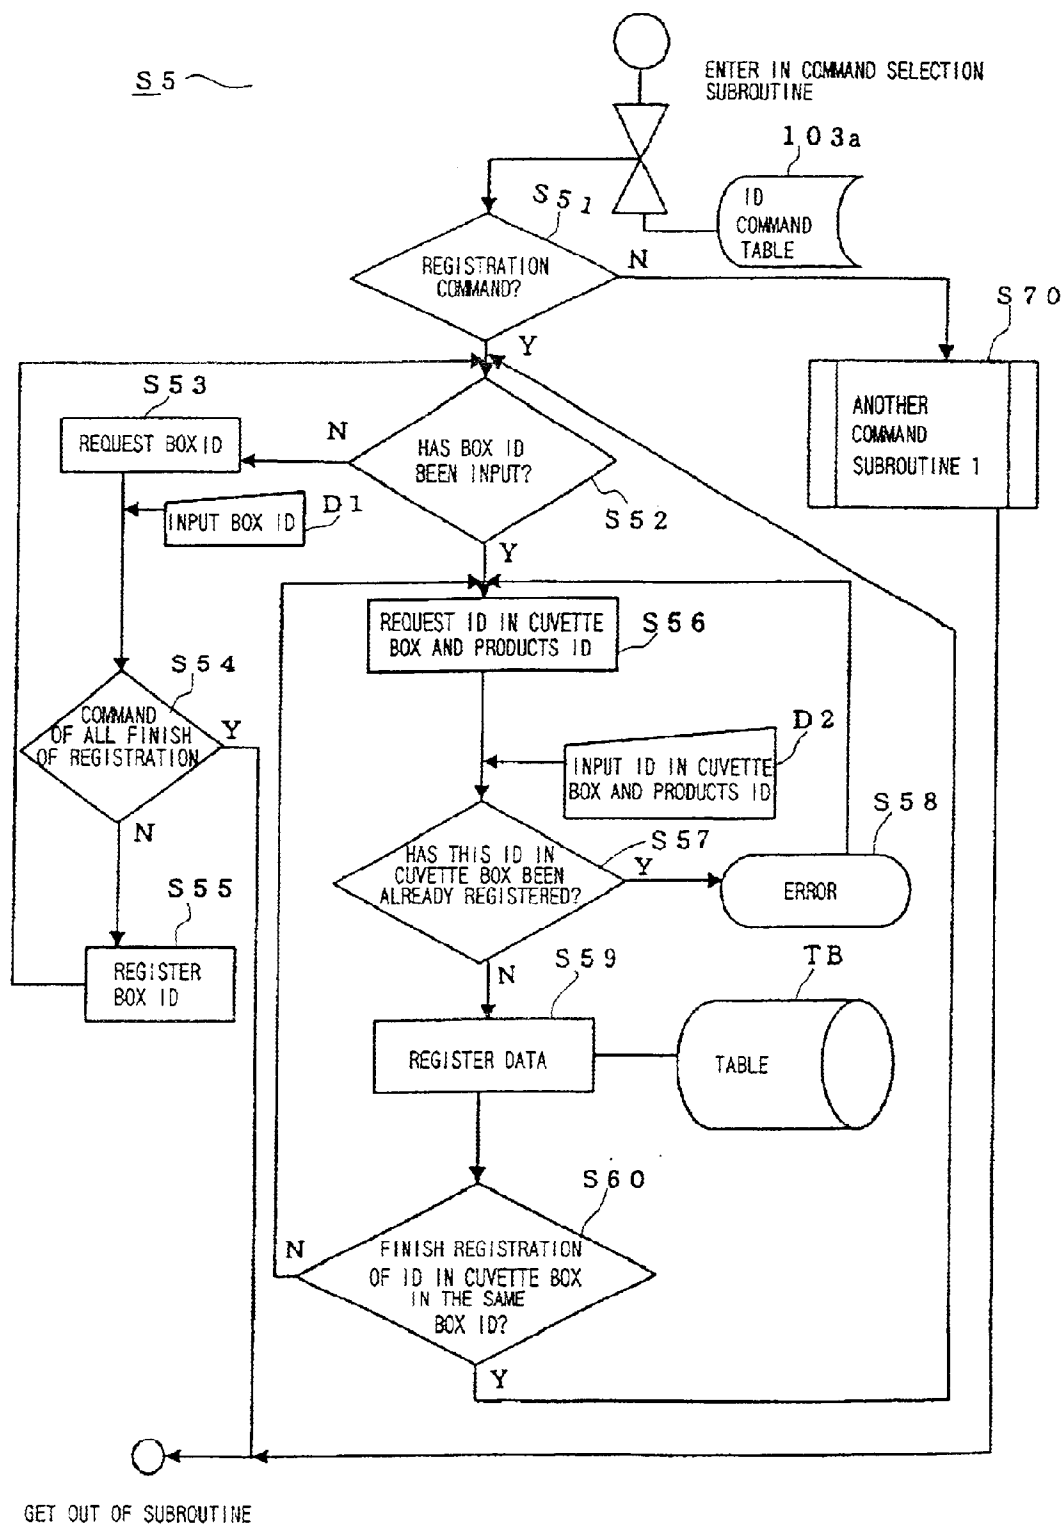 S5
ENTER IN COMMAND SELECTION
SUBROUTINE
103a
ID
COMMAND
TABLE
S51
REGISTRATION
COMMAND?
N
Y
S70
ANOTHER
COMMAND
SUBROUTINE 1
S53
REQUEST BOX ID
N
HAS BOX ID
BEEN INPUT?
S52
Y
D1
INPUT BOX ID
REQUEST ID IN CUVETTE
BOX AND PRODUCTS ID
S56
S54
COMMAND
OF ALL FINISH
OF REGISTRATION
Y
N
D2
INPUT ID IN CUVETTE
BOX AND PRODUCTS ID
S57
HAS THIS ID IN
CUVETTE BOX BEEN
ALREADY REGISTERED?
Y
N
S58
ERROR
S55
REGISTER
BOX ID
S59
REGISTER DATA
TB
TABLE
S60
N
FINISH REGISTRATION
OF ID IN CUVETTE BOX
IN THE SAME
BOX ID?
Y
GET OUT OF SUBROUTINE